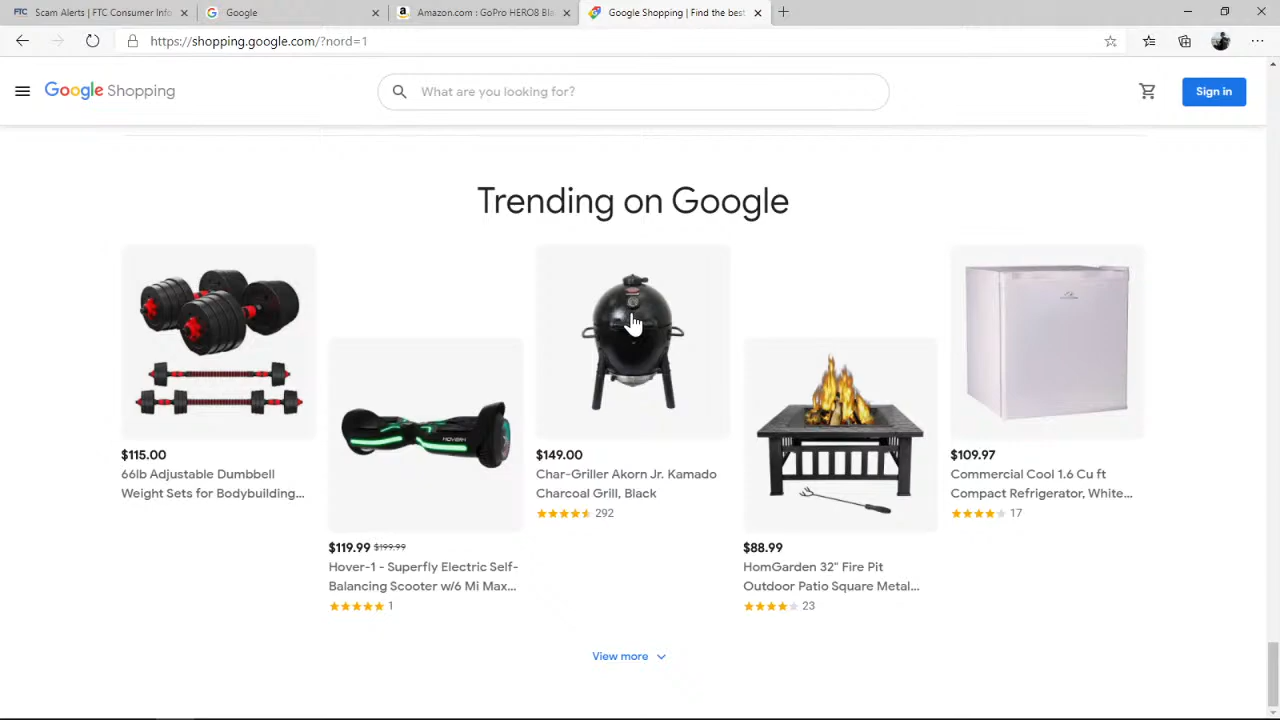 Scam Alerts | FTC Consumer Info
Google
Amazon.com : GoPro HERO8 Bla
Google Shopping | Find the best
https://shopping.google.com/?nord=1
Google Shopping
What are you looking for?
Sign in
Trending on Google
$115.00
66lb Adjustable Dumbbell
Weight Sets for Bodybuilding...
$119.99 $199.99
Hover-1 - Superfly Electric Self-
Balancing Scooter w/6 Mi Max...
1
$149.00
Char-Griller Akorn Jr. Kamado
Charcoal Grill, Black
292
$88.99
HomGarden 32" Fire Pit
Outdoor Patio Square Metal...
23
$109.97
Commercial Cool 1.6 Cu ft
Compact Refrigerator, White...
17
View more